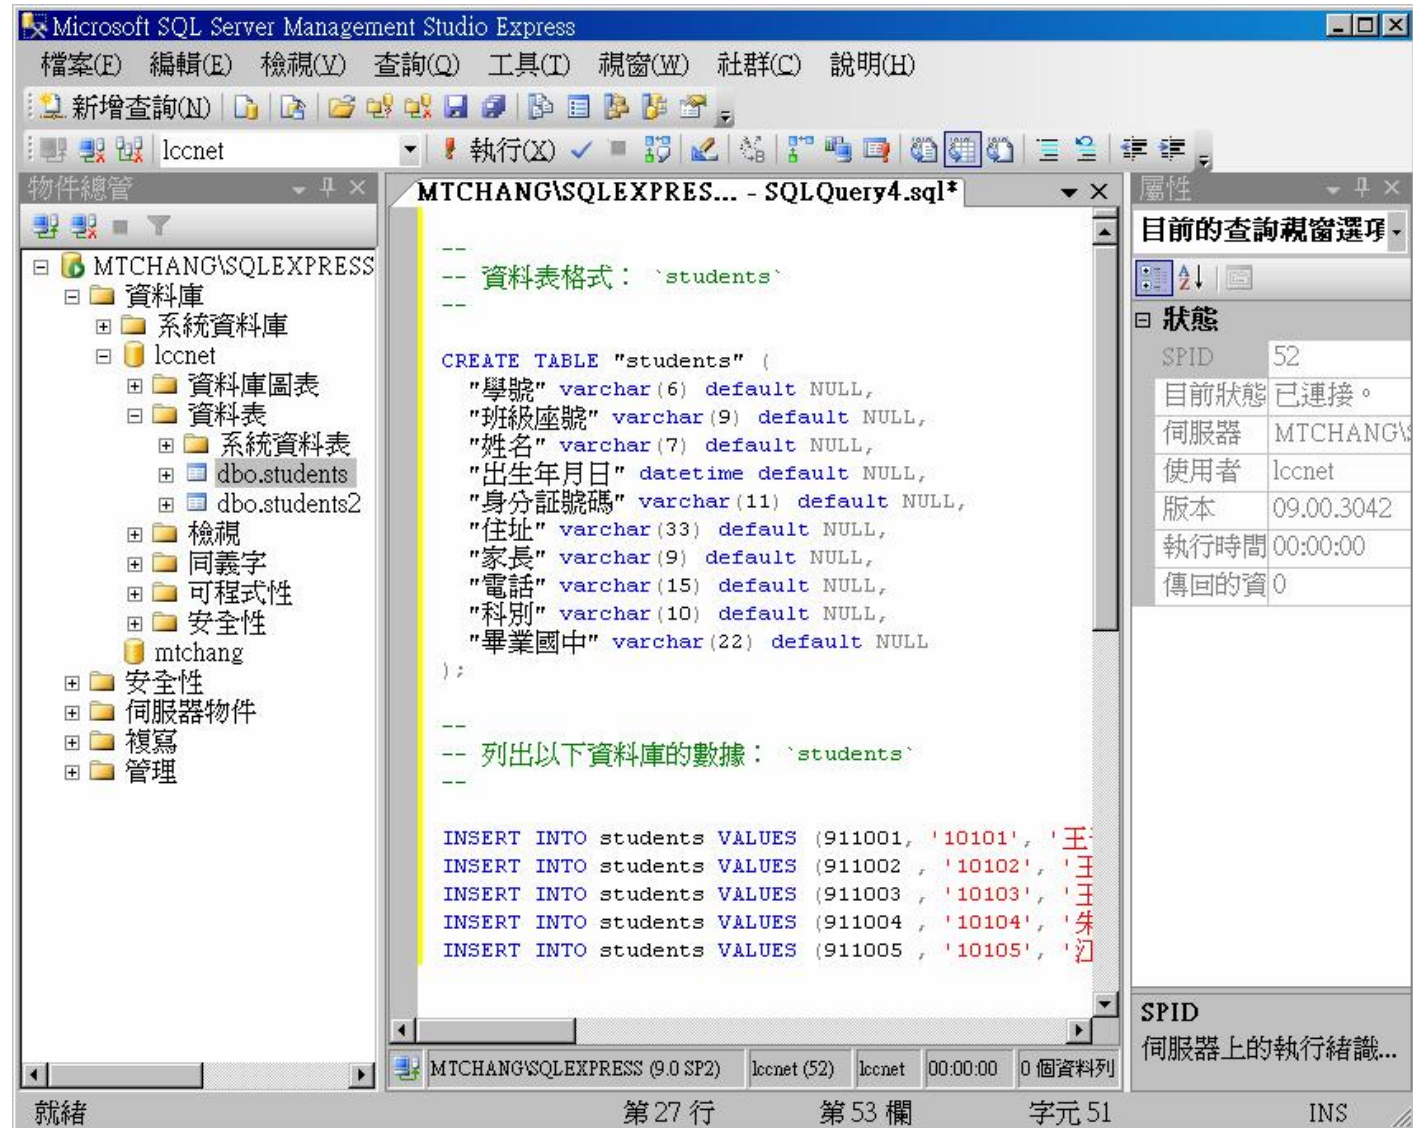 Microsoft SQL Server Management Studio Express
檔案(F) 編輯(E) 檢視(V) 查詢(Q) 工具(T) 視窗(W) 社群(C) 說明(H)
新增查詢(N)
lccnet 執行(X)
物件總管
MTCHANG\SQLEXPRESS
資料庫
系統資料庫
lccnet
資料庫圖表
資料表
系統資料表
dbo.students
dbo.students2
檢視
同義字
可程式性
安全性
mtchang
安全性
伺服器物件
複寫
管理
MTCHANG\SQLEXPRES... - SQLQuery4.sql*
--
-- 資料表格式： `students`
--
CREATE TABLE "students" (
"學號" varchar(6) default NULL,
"班級座號" varchar(9) default NULL,
"姓名" varchar(7) default NULL,
"出生年月日" datetime default NULL,
"身分証號碼" varchar(11) default NULL,
"住址" varchar(33) default NULL,
"家長" varchar(9) default NULL,
"電話" varchar(15) default NULL,
"科別" varchar(10) default NULL,
"畢業國中" varchar(22) default NULL
);
--
-- 列出以下資料庫的數據： `students`
--
INSERT INTO students VALUES (911001, '10101', '王
INSERT INTO students VALUES (911002 , '10102', '王
INSERT INTO students VALUES (911003 , '10103', '王
INSERT INTO students VALUES (911004 , '10104', '朱
INSERT INTO students VALUES (911005 , '10105', '江
MTCHANG\SQLEXPRESS (9.0 SP2) lccnet (52) lccnet 00:00:00 0 個資料列
屬性
目前的查詢視窗選項
狀態
SPID 52
目前狀態 已連接。
伺服器 MTCHANG\S
使用者 lccnet
版本 09.00.3042
執行時間 00:00:00
傳回的資 0
SPID
伺服器上的執行緒識...
就緒 第 27 行 第 53 欄 字元 51 INS